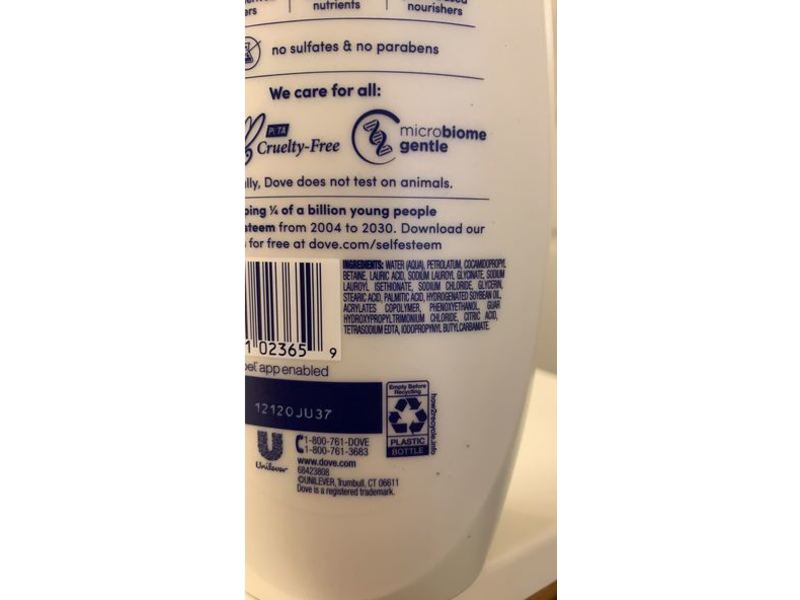 nutrients
ers
nourishers
no sulfates & no parabens
We care for all:
PETA
Cruelty-Free
microbiome
gentle
lly, Dove does not test on animals.
ping ¼ of a billion young people
steem from 2004 to 2030. Download our
for free at dove.com/selfesteem
INGREDIENTS: WATER (AQUA), PETROLATUM, COCAMIDOPROPYL
BETAINE, LAURIC ACID, SODIUM LAUROYL GLYCINATE, SODIUM
LAUROYL ISETHIONATE, SODIUM CHLORIDE, GLYCERIN,
STEARIC ACID, PALMITIC ACID, HYDROGENATED SOYBEAN OIL,
ACRYLATES COPOLYMER, PHENOXYETHANOL, GUAR
HYDROXYPROPYLTRIMONIUM CHLORIDE, CITRIC ACID,
TETRASODIUM EDTA, IODOPROPYNYL BUTYLCARBAMATE.
1 02365 9
bel app enabled
12120JU37
Empty Before
Recycling
PLASTIC
BOTTLE
how2recycle.info
Unilever
1-800-761-DOVE
1-800-761-3683
www.dove.com
68423808
©UNILEVER, Trumbull, CT 06611
Dove is a registered trademark.